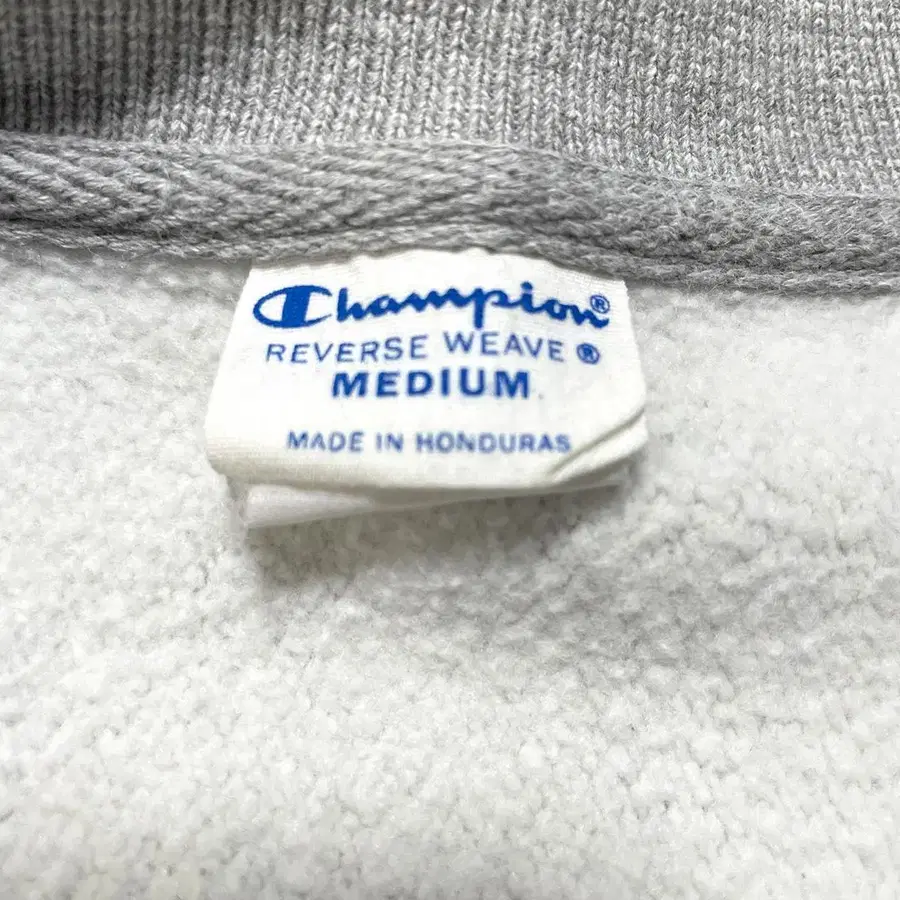 Champion®
REVERSE WEAVE ®
MEDIUM
MADE IN HONDURAS